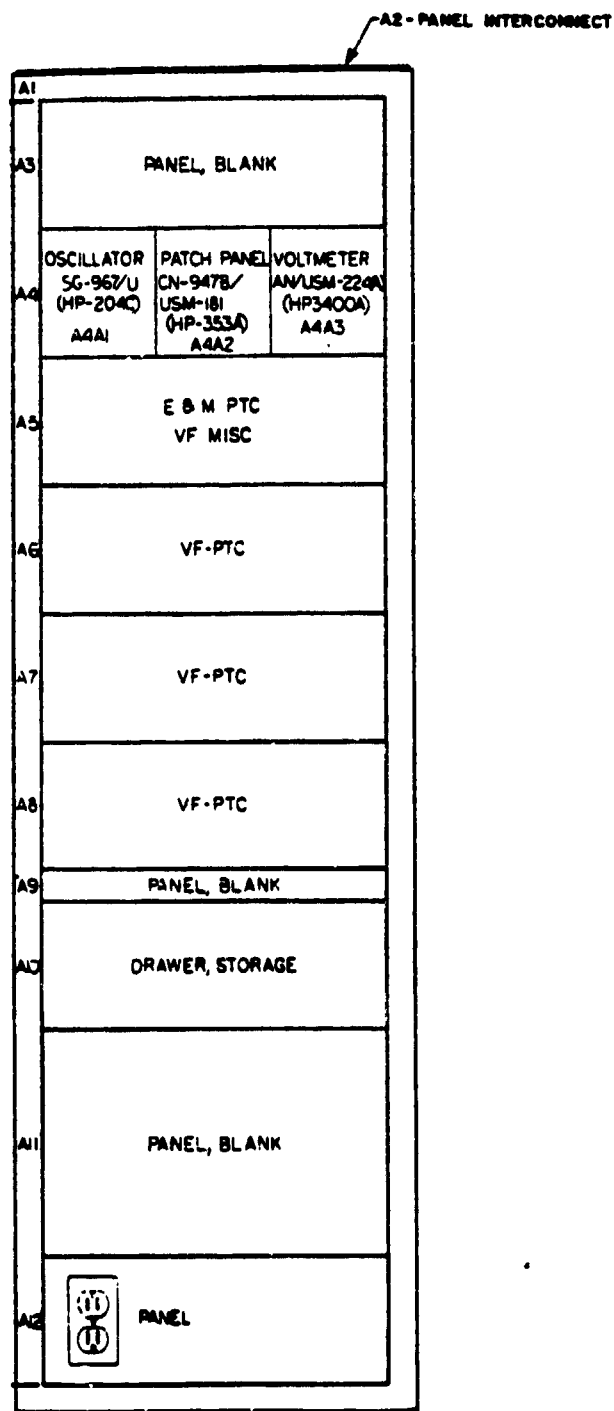 A2-PANEL INTERCONNECT
A1
A3
PANEL, BLANK
A4
OSCILLATOR
SG-967/U
(HP-204C)
A4A1
PATCH PANEL
CN-947B/
USM-181
(HP-353A)
A4A2
VOLTMETER
AN/USM-224A
(HP3400A)
A4A3
A5
E & M PTC
VF MISC
A6
VF-PTC
A7
VF-PTC
A8
VF-PTC
A9
PANEL, BLANK
A10
DRAWER, STORAGE
A11
PANEL, BLANK
A12
PANEL